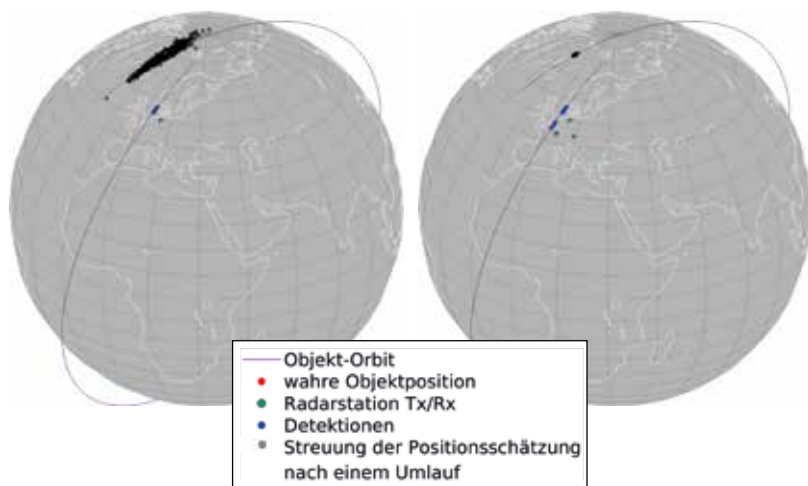 Objekt-Orbit
wahre Objektposition
Radarstation Tx/Rx
Detektionen
Streuung der Positionsschätzung
nach einem Umlauf